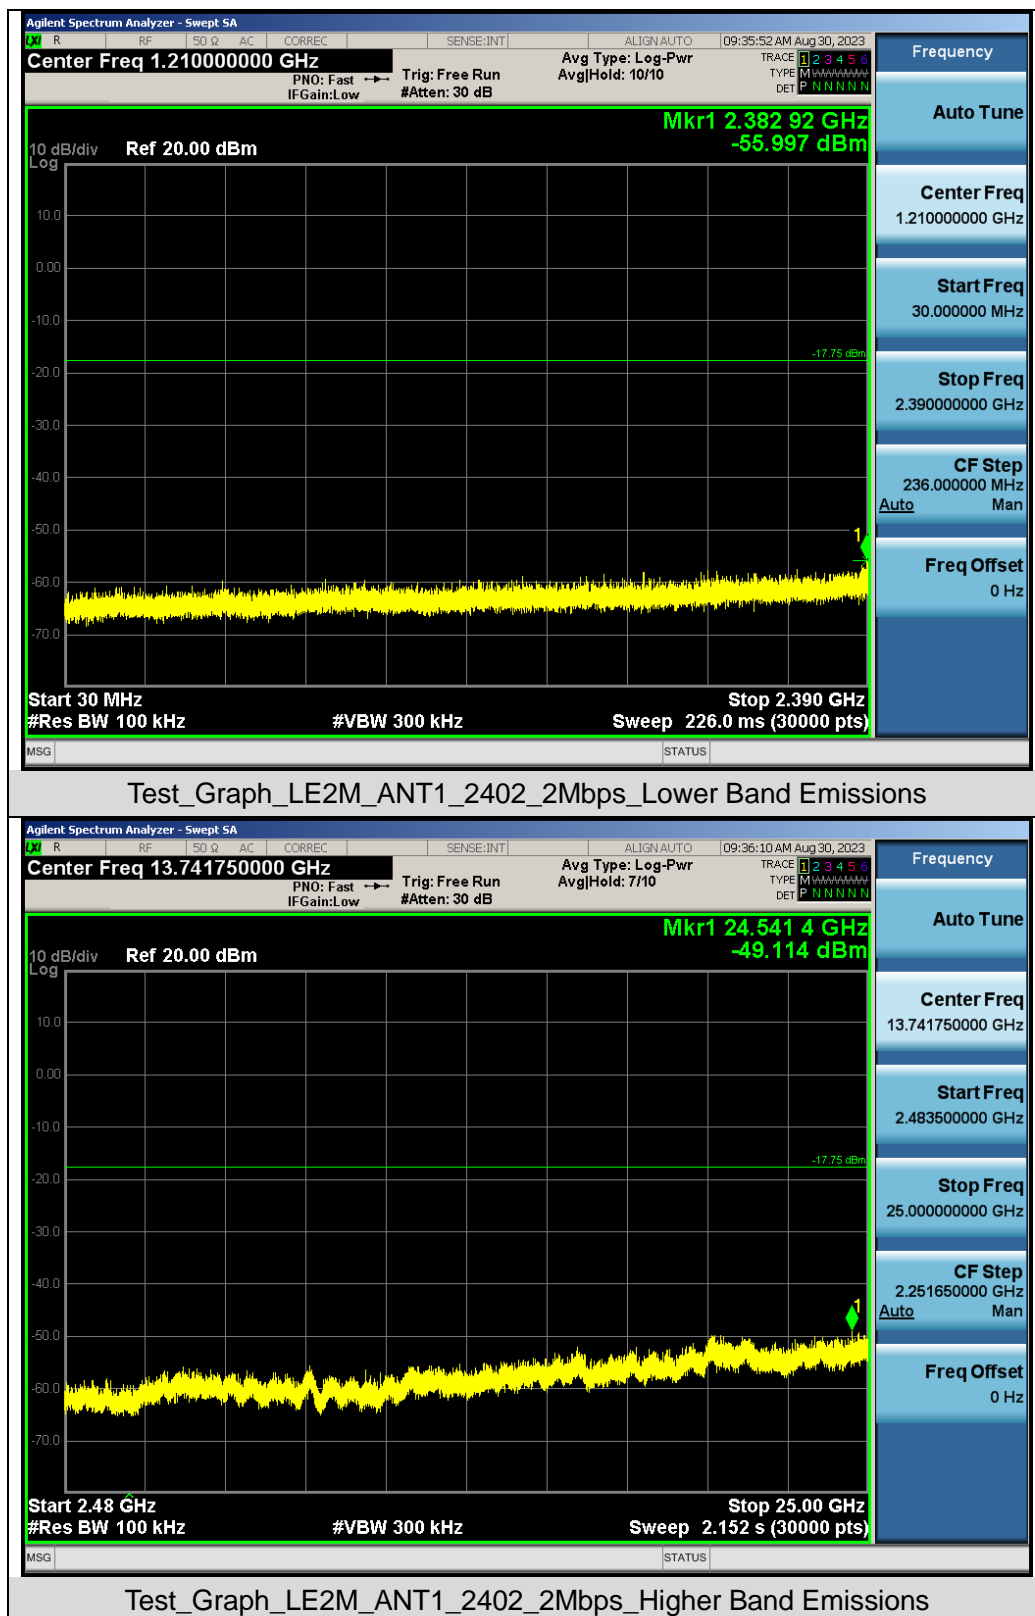 Agilent Spectrum Analyzer - Swept SA
LXI R RF 50 Ω AC CORREC SENSE:INT ALIGN AUTO 09:35:52 AM Aug 30, 2023
Center Freq 1.210000000 GHz
PNO: Fast
IFGain:Low
Trig: Free Run
#Atten: 30 dB
Avg Type: Log-Pwr
Avg|Hold: 10/10
TRACE 1 2 3 4 5 6
TYPE M WWWWW
DET P N N N N N
Frequency
Auto Tune
Center Freq
1.210000000 GHz
Start Freq
30.000000 MHz
Stop Freq
2.390000000 GHz
CF Step
236.000000 MHz
Auto Man
Freq Offset
0 Hz
Mkr1 2.382 92 GHz
-55.997 dBm
10 dB/div Ref 20.00 dBm
Log
10.0
0.00
-10.0
-17.75 dBm
-20.0
-30.0
-40.0
-50.0
1
-60.0
-70.0
Start 30 MHz Stop 2.390 GHz
#Res BW 100 kHz #VBW 300 kHz Sweep 226.0 ms (30000 pts)
MSG STATUS
Test_Graph_LE2M_ANT1_2402_2Mbps_Lower Band Emissions
Agilent Spectrum Analyzer - Swept SA
LXI R RF 50 Ω AC CORREC SENSE:INT ALIGN AUTO 09:36:10 AM Aug 30, 2023
Center Freq 13.741750000 GHz
PNO: Fast
IFGain:Low
Trig: Free Run
#Atten: 30 dB
Avg Type: Log-Pwr
Avg|Hold: 7/10
TRACE 1 2 3 4 5 6
TYPE M WWWWW
DET P N N N N N
Frequency
Auto Tune
Center Freq
13.741750000 GHz
Start Freq
2.483500000 GHz
Stop Freq
25.000000000 GHz
CF Step
2.251650000 GHz
Auto Man
Freq Offset
0 Hz
Mkr1 24.541 4 GHz
-49.114 dBm
10 dB/div Ref 20.00 dBm
Log
10.0
0.00
-10.0
-17.75 dBm
-20.0
-30.0
-40.0
1
-50.0
-60.0
-70.0
Start 2.48 GHz Stop 25.00 GHz
#Res BW 100 kHz #VBW 300 kHz Sweep 2.152 s (30000 pts)
MSG STATUS
Test_Graph_LE2M_ANT1_2402_2Mbps_Higher Band Emissions